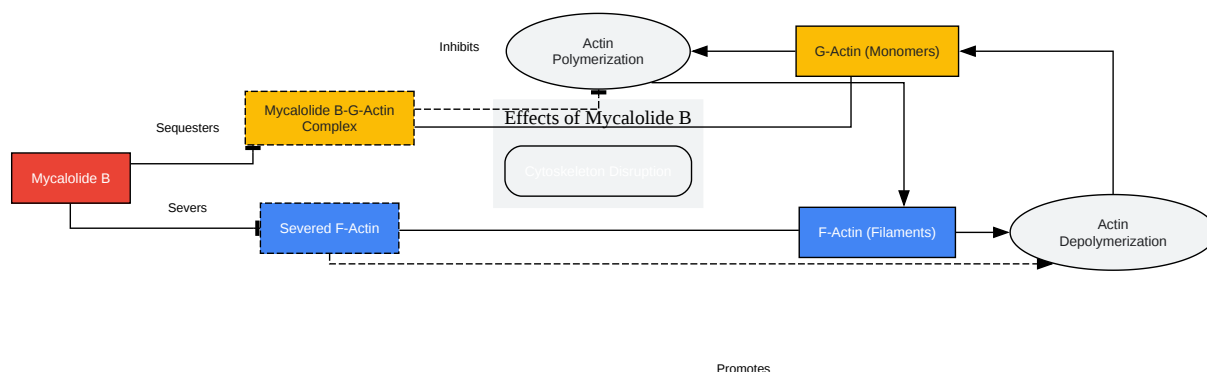 Inhibits
Actin
Polymerization
G-Actin (Monomers)
Mycalolide B-G-Actin
Complex
Sequesters
Effects of Mycalolide B
Cytoskeleton Disruption
Mycalolide B
Severs
Severed F-Actin
F-Actin (Filaments)
Actin
Depolymerization
Promotes